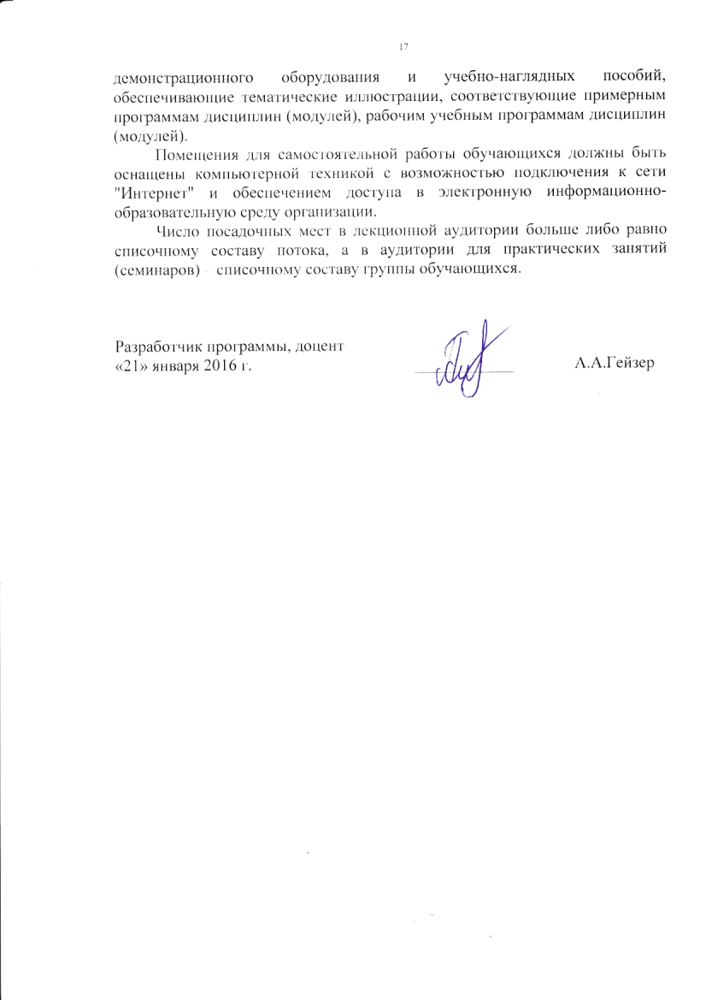 17
демонстрационного оборудования и учебно-наглядных пособий,
обеспечивающие тематические иллюстрации, соответствующие примерным
программам дисциплин (модулей), рабочим учебным программам дисциплин
(модулей).
Помещения для самостоятельной работы обучающихся должны быть
оснащены компьютерной техникой с возможностью подключения к сети
"Интернет" и обеспечением доступа в электронную информационно-
образовательную среду организации.
Число посадочных мест в лекционной аудитории больше либо равно
списочному составу потока, а в аудитории для практических занятий
(семинаров) – списочному составу группы обучающихся.
Разработчик программы, доцент
«21» января 2016 г. А.А.Гейзер